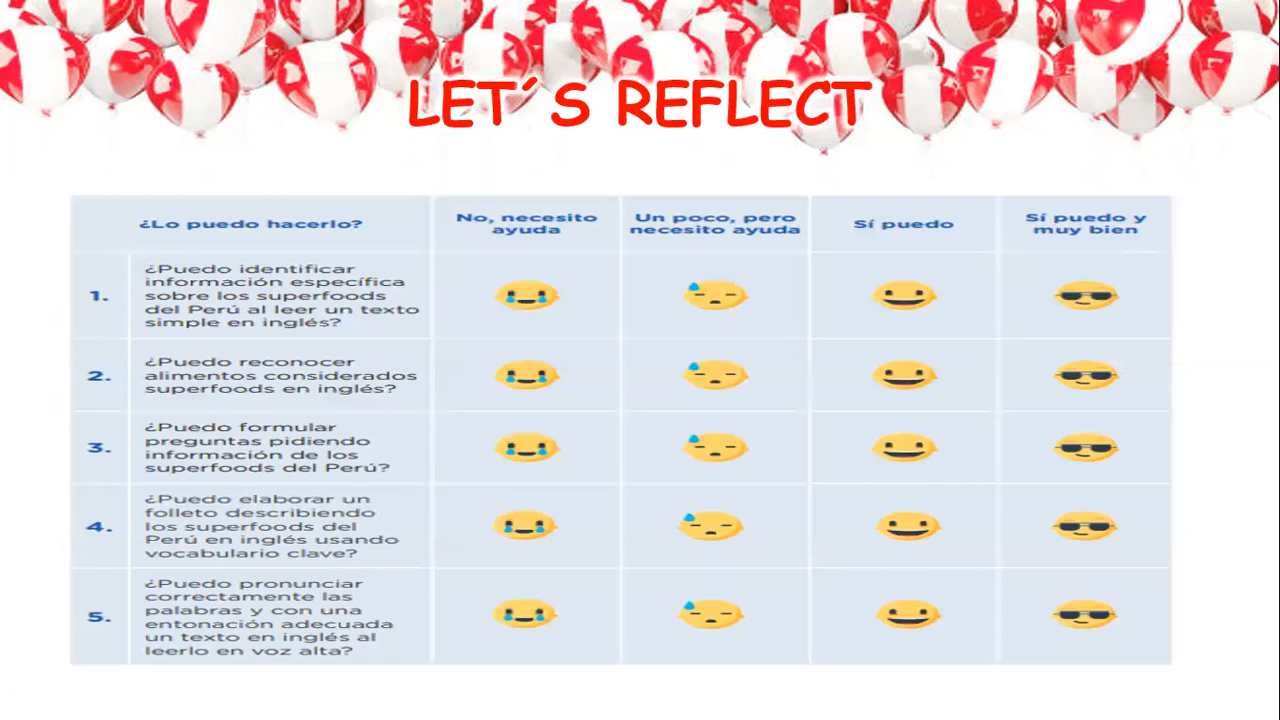 LET´S REFLECT
¿Lo puedo hacerlo?
No, necesito
ayuda
Un poco, pero
necesito ayuda
Sí puedo
Sí puedo y
muy bien
1.
¿Puedo identificar
información específica
sobre los superfoods
del Perú al leer un texto
simple en inglés?
2.
¿Puedo reconocer
alimentos considerados
superfoods en inglés?
3.
¿Puedo formular
preguntas pidiendo
información de los
superfoods del Perú?
4.
¿Puedo elaborar un
folleto describiendo
los superfoods del
Perú en inglés usando
vocabulario clave?
5.
¿Puedo pronunciar
correctamente las
palabras y con una
entonación adecuada
un texto en inglés al
leerlo en voz alta?